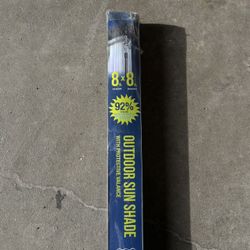 8 x 8
92%
OUTDOOR SUN SHADE
WITH PROTECTIVE VALANCE